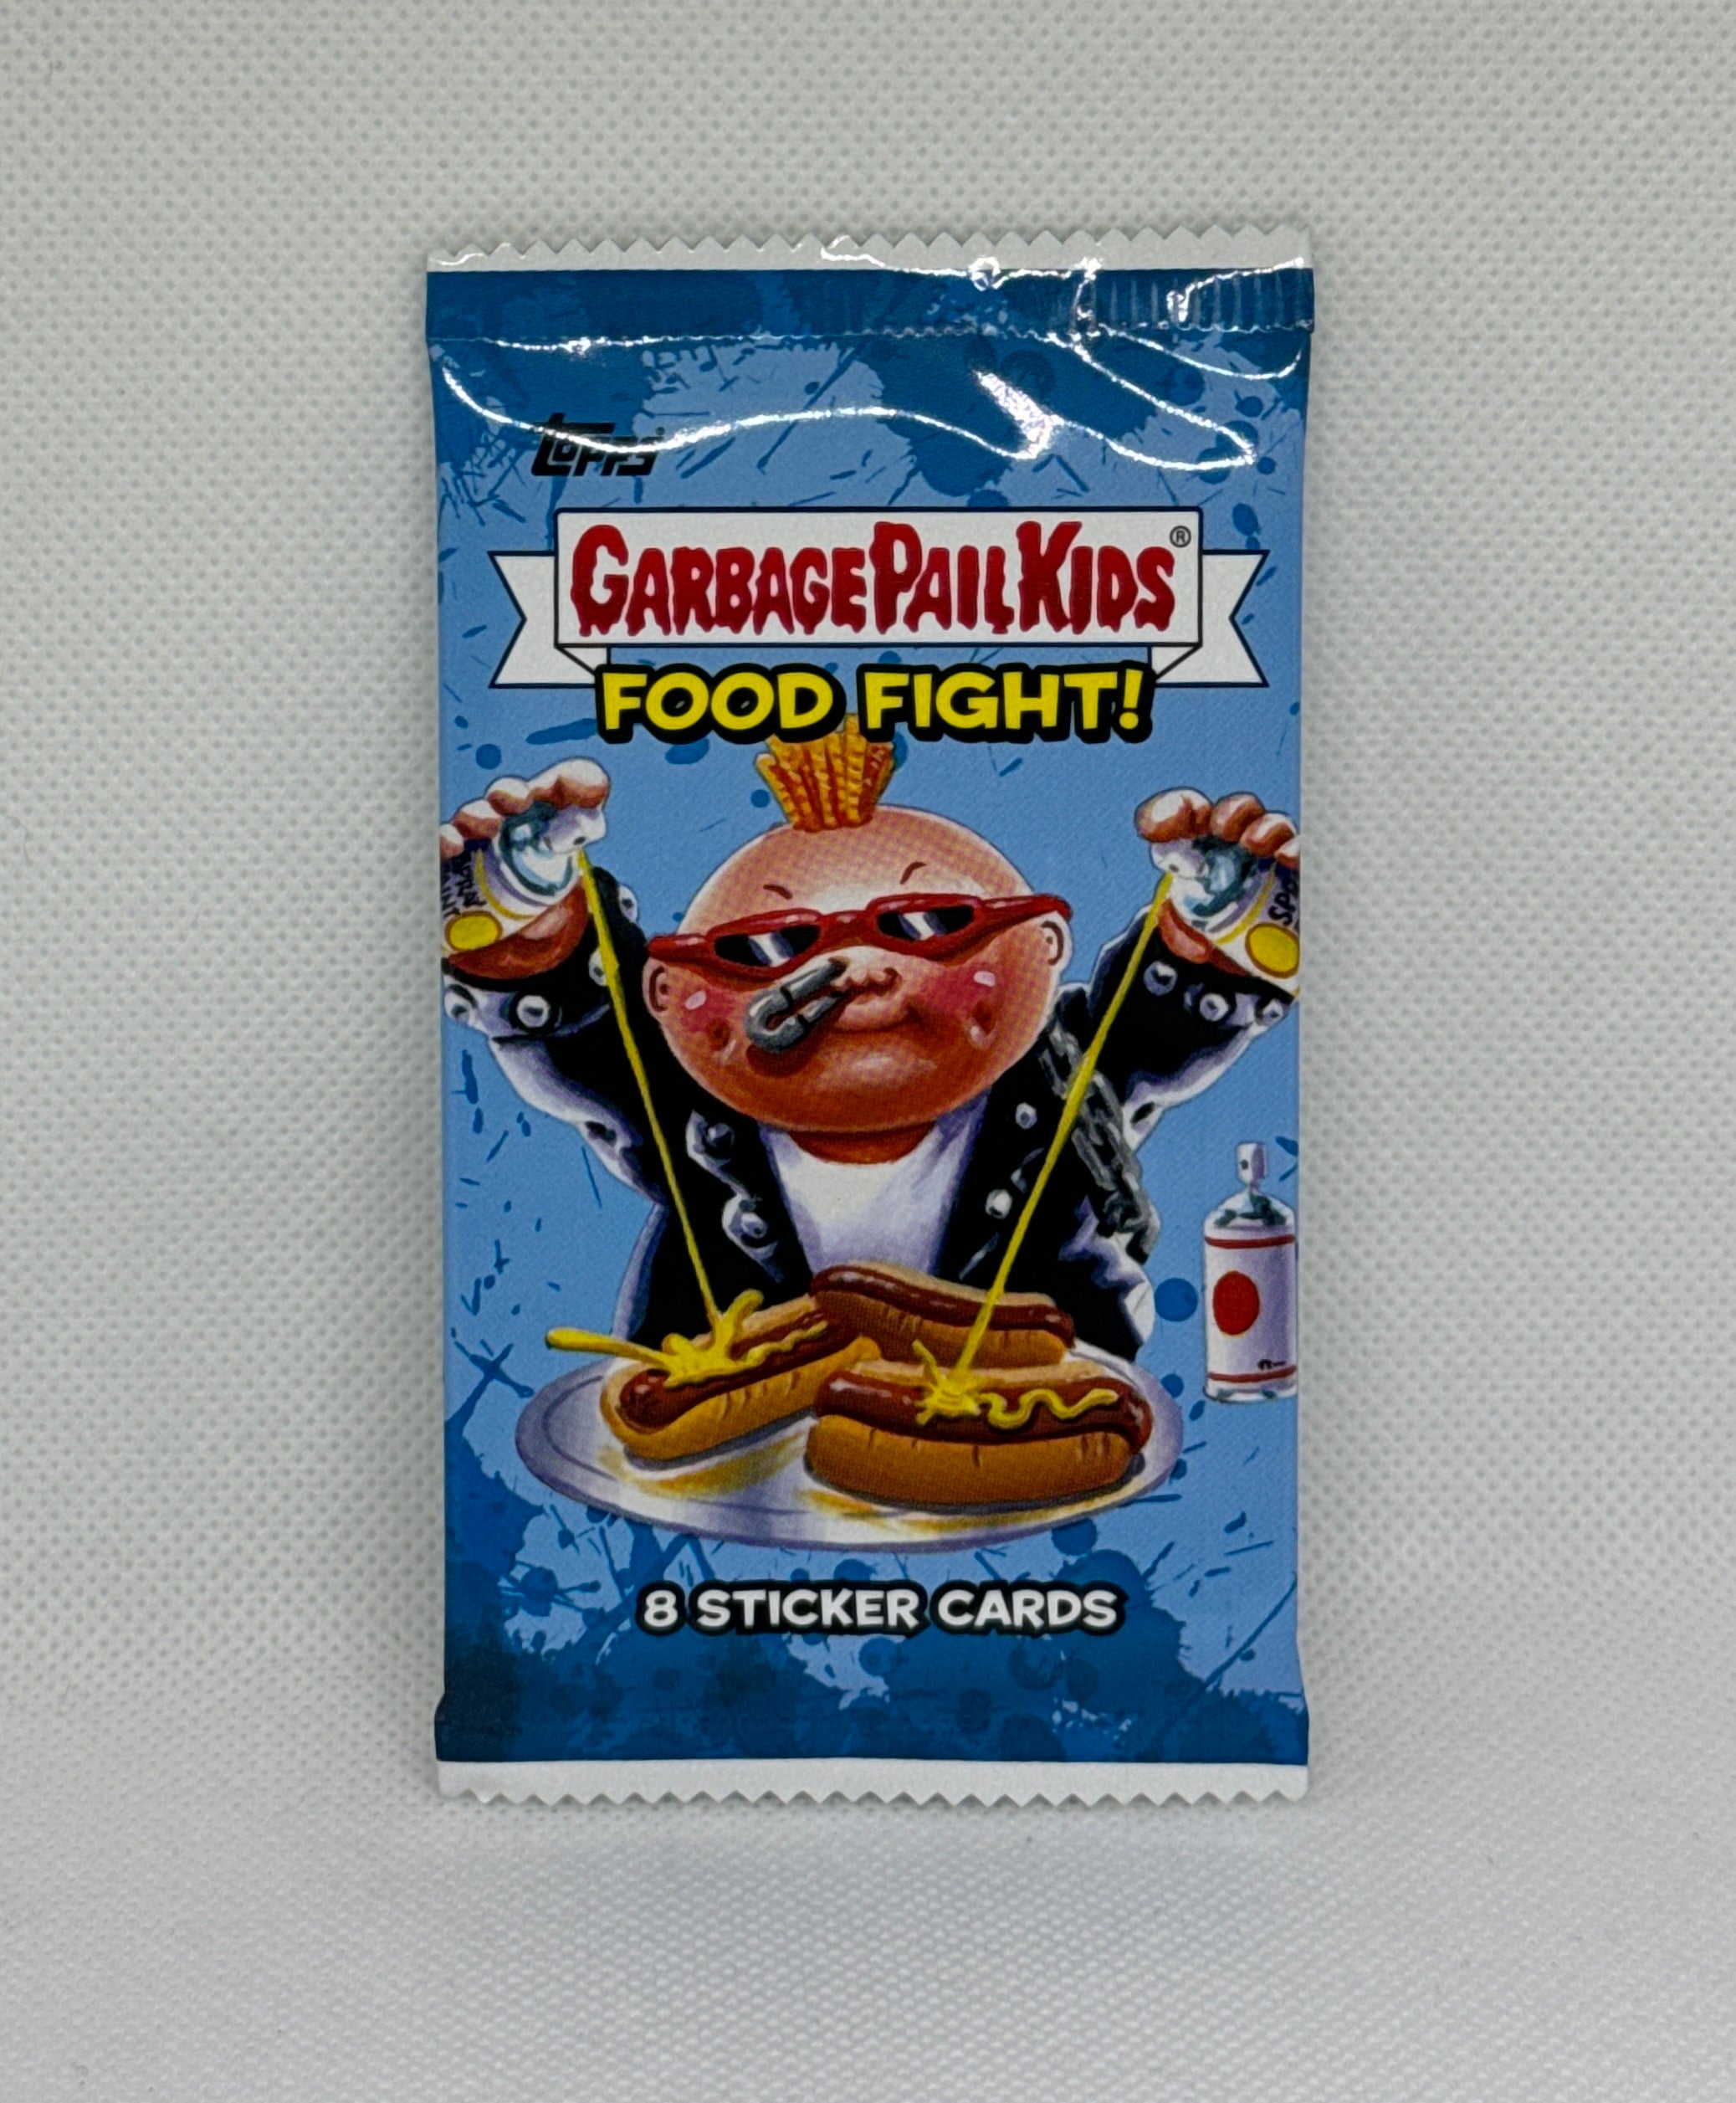 Topps
GARBAGE PAIL KIDS®
FOOD FIGHT!
8 STICKER CARDS